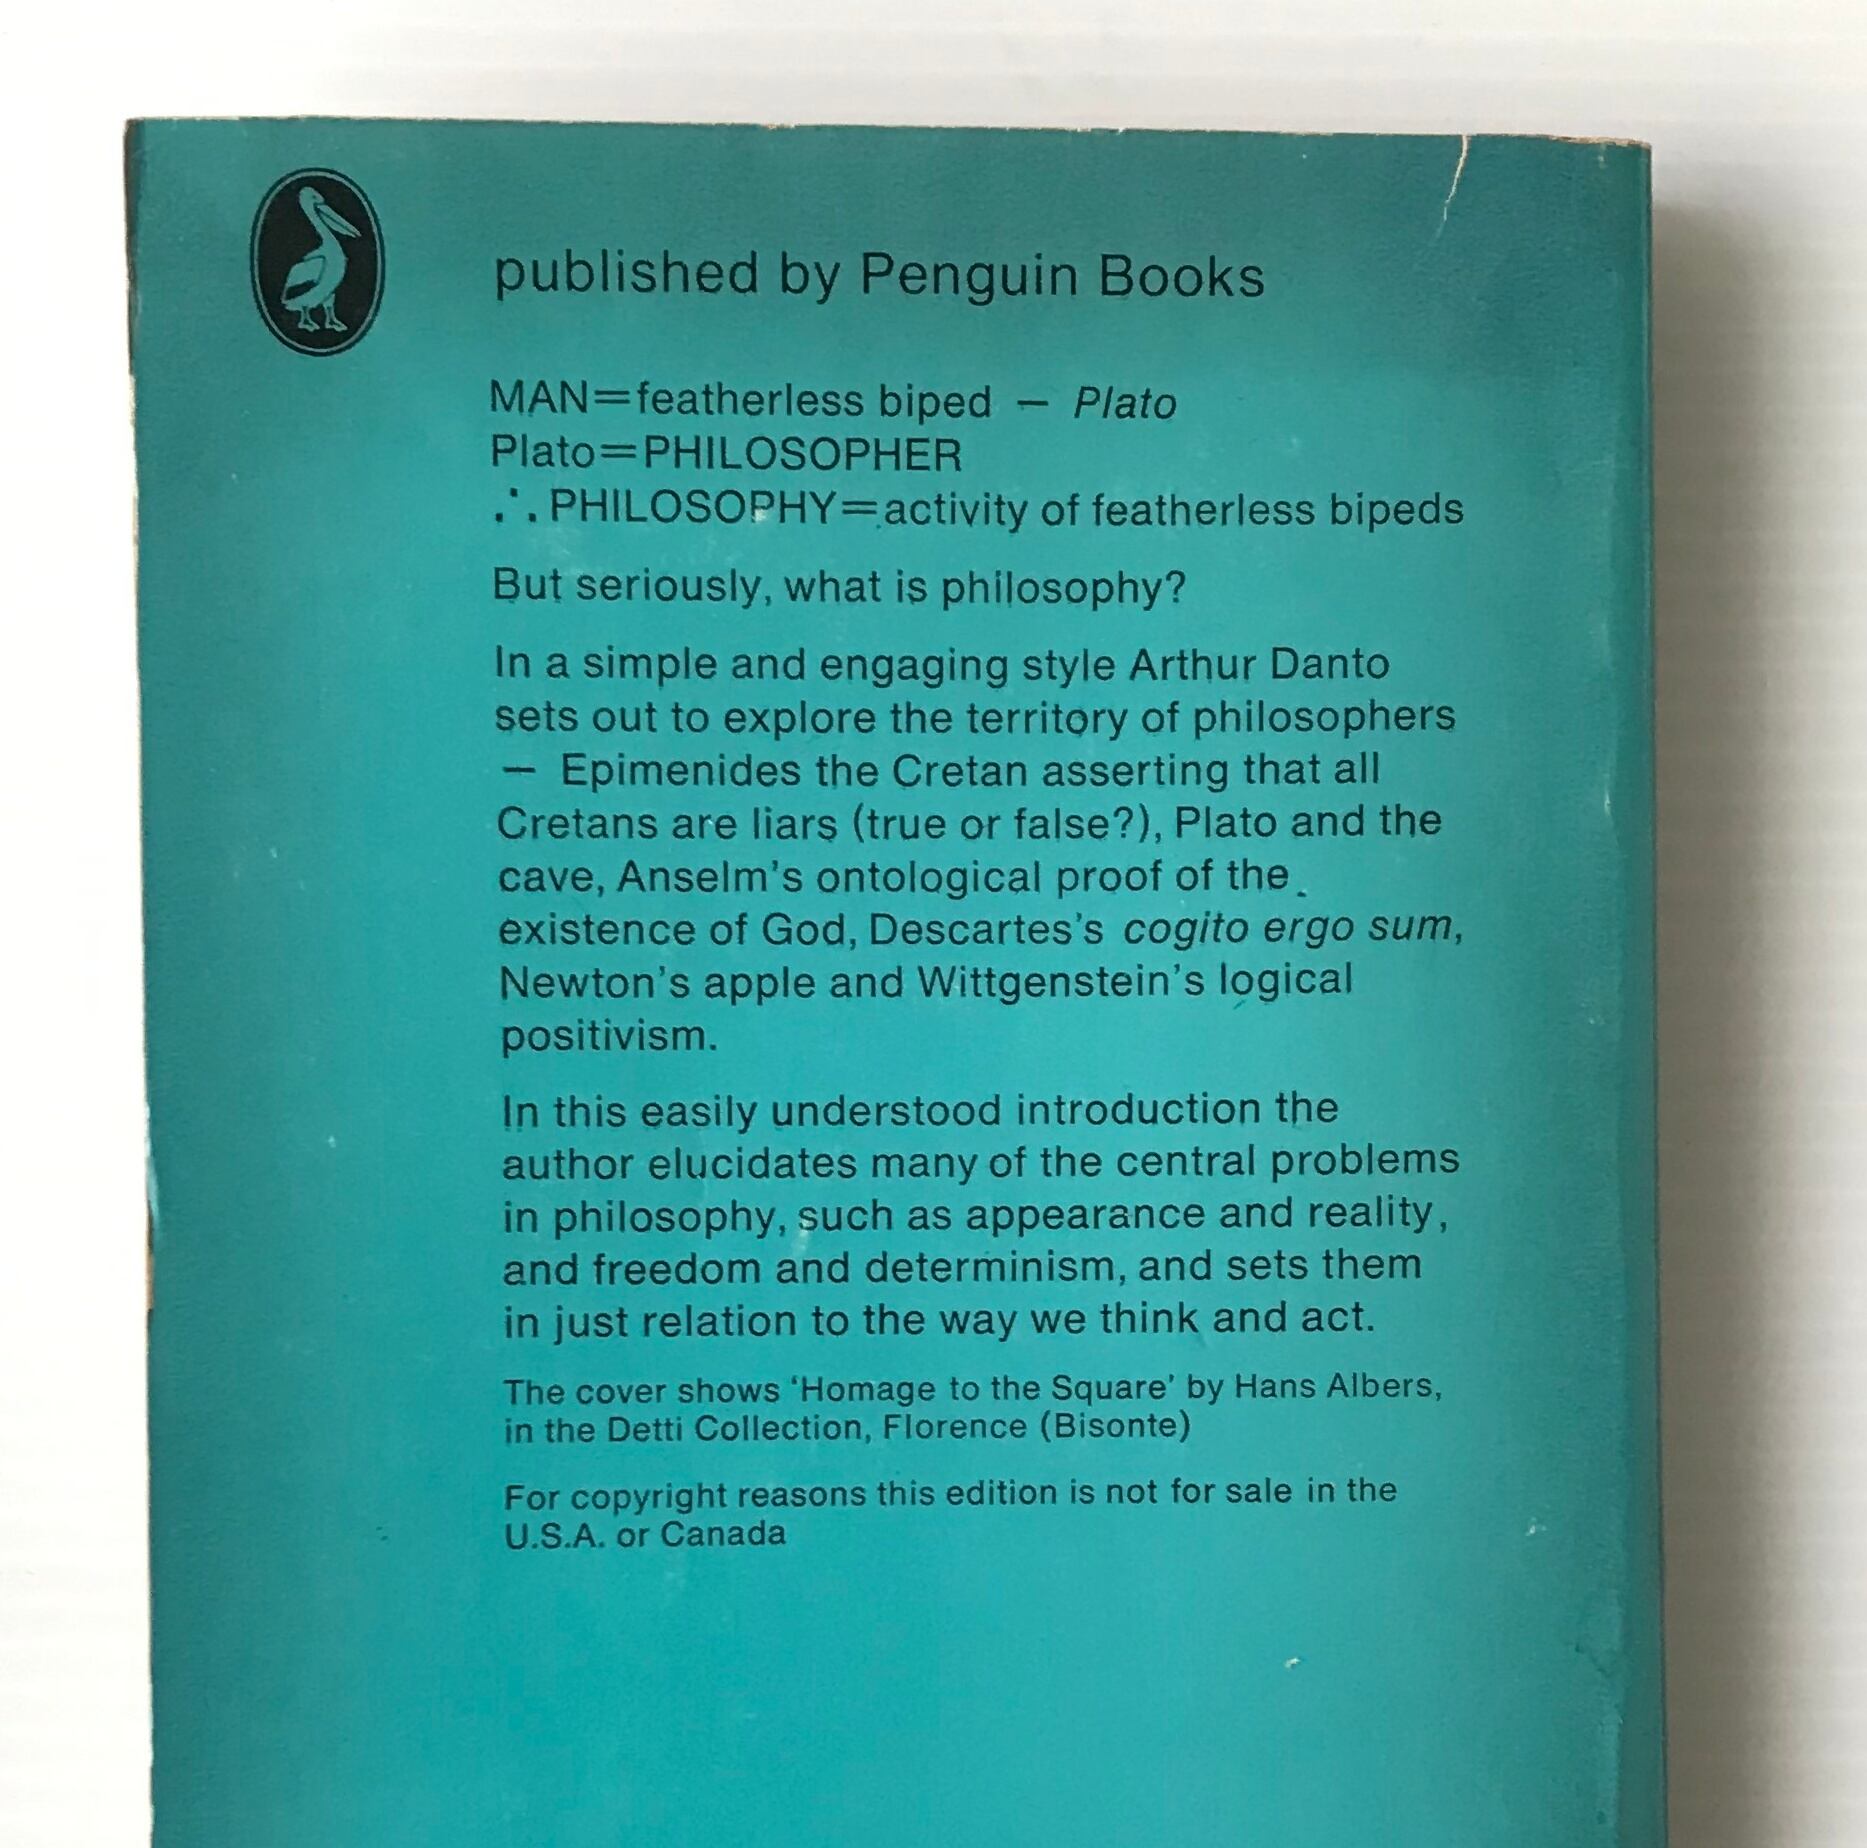 published by Penguin Books
MAN=featherless biped – Plato
Plato=PHILOSOPHER
∴ PHILOSOPHY=activity of featherless bipeds
But seriously, what is philosophy?
In a simple and engaging style Arthur Danto
sets out to explore the territory of philosophers
– Epimenides the Cretan asserting that all
Cretans are liars (true or false?), Plato and the
cave, Anselm's ontological proof of the
existence of God, Descartes's cogito ergo sum,
Newton's apple and Wittgenstein's logical
positivism.
In this easily understood introduction the
author elucidates many of the central problems
in philosophy, such as appearance and reality,
and freedom and determinism, and sets them
in just relation to the way we think and act.
The cover shows ‘Homage to the Square’ by Hans Albers,
in the Detti Collection, Florence (Bisonte)
For copyright reasons this edition is not for sale in the
U.S.A. or Canada